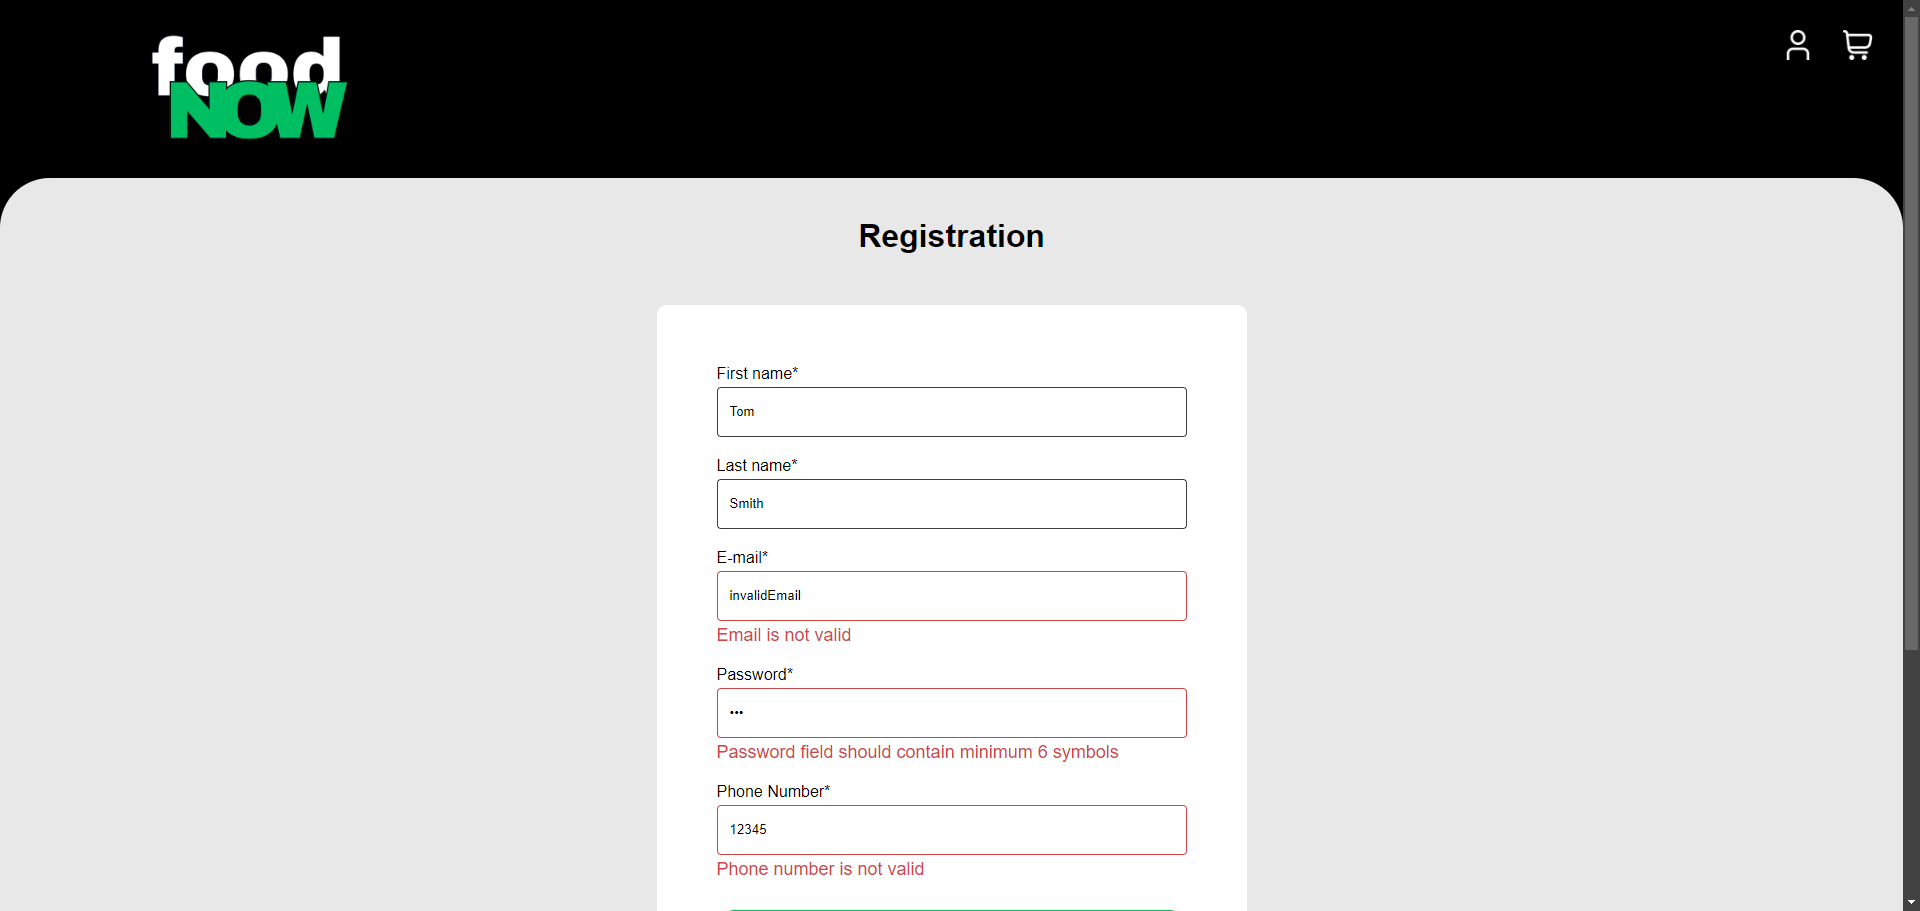 food
NOW
Registration
First name*
Tom
Last name*
Smith
E-mail*
invalidEmail
Email is not valid
Password*
•••
Password field should contain minimum 6 symbols
Phone Number*
12345
Phone number is not valid